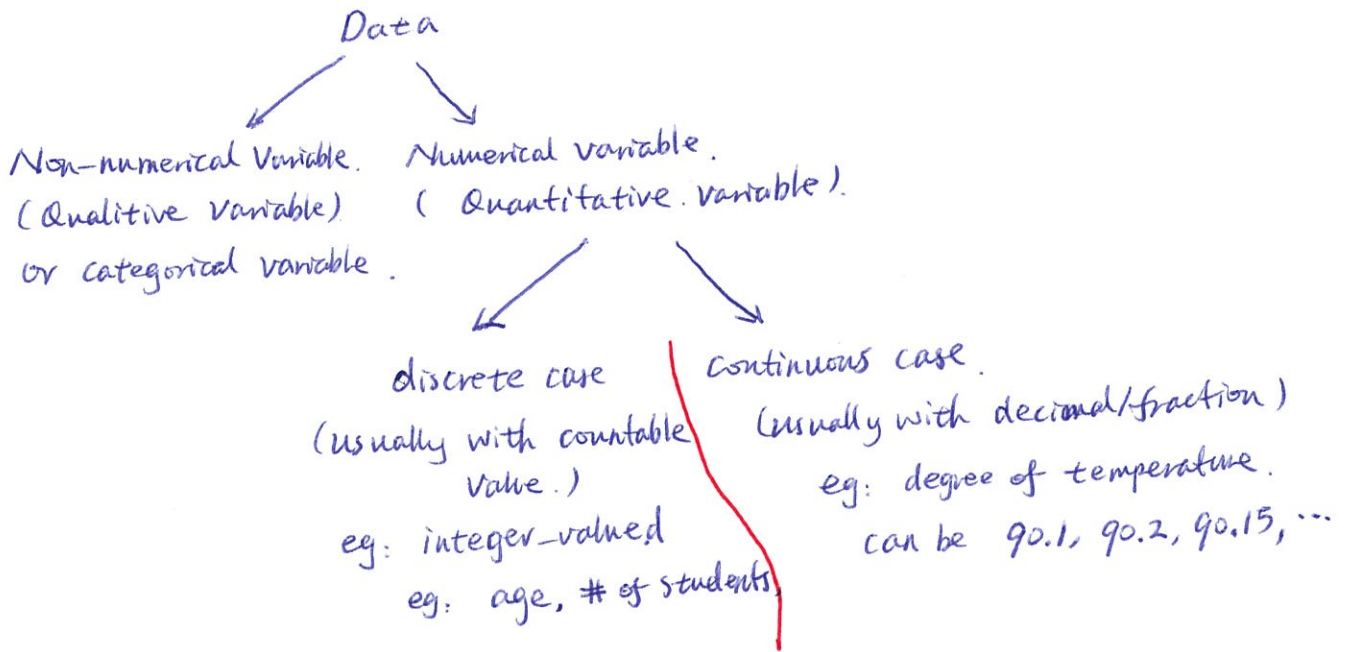 Data
Non-numerical Variable.
(Qualitive Variable)
or categorical variable.
Numerical variable.
(Quantitative variable).
discrete case
(usually with countable
value.)
eg: integer-valued
eg: age, # of students,
continuous case.
(usually with decimal/fraction)
eg: degree of temperature.
can be 90.1, 90.2, 90.15, ...